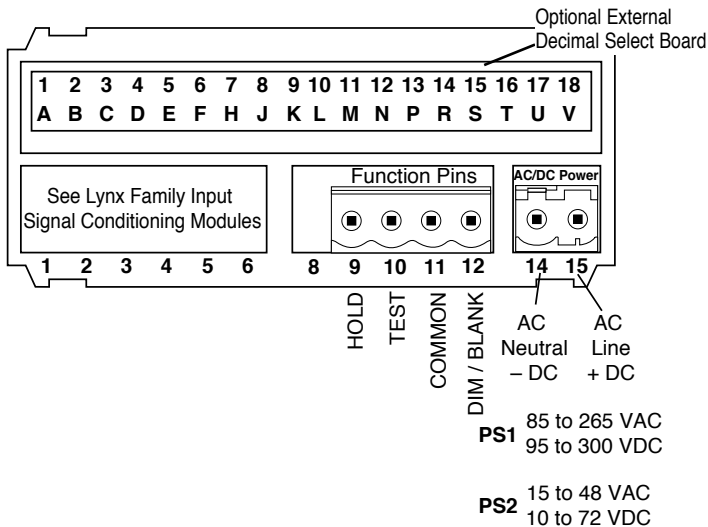 Optional External
Decimal Select Board
1 2 3 4 5 6 7 8 9 10 11 12 13 14 15 16 17 18
A B C D E F H J K L M N P R S T U V
See Lynx Family Input
Signal Conditioning Modules
Function Pins
AC/DC Power
1 2 3 4 5 6 8 9 10 11 12 14 15
HOLD
TEST
COMMON
DIM / BLANK
AC
Neutral
– DC
AC
Line
+ DC
PS1 85 to 265 VAC
95 to 300 VDC
PS2 15 to 48 VAC
10 to 72 VDC